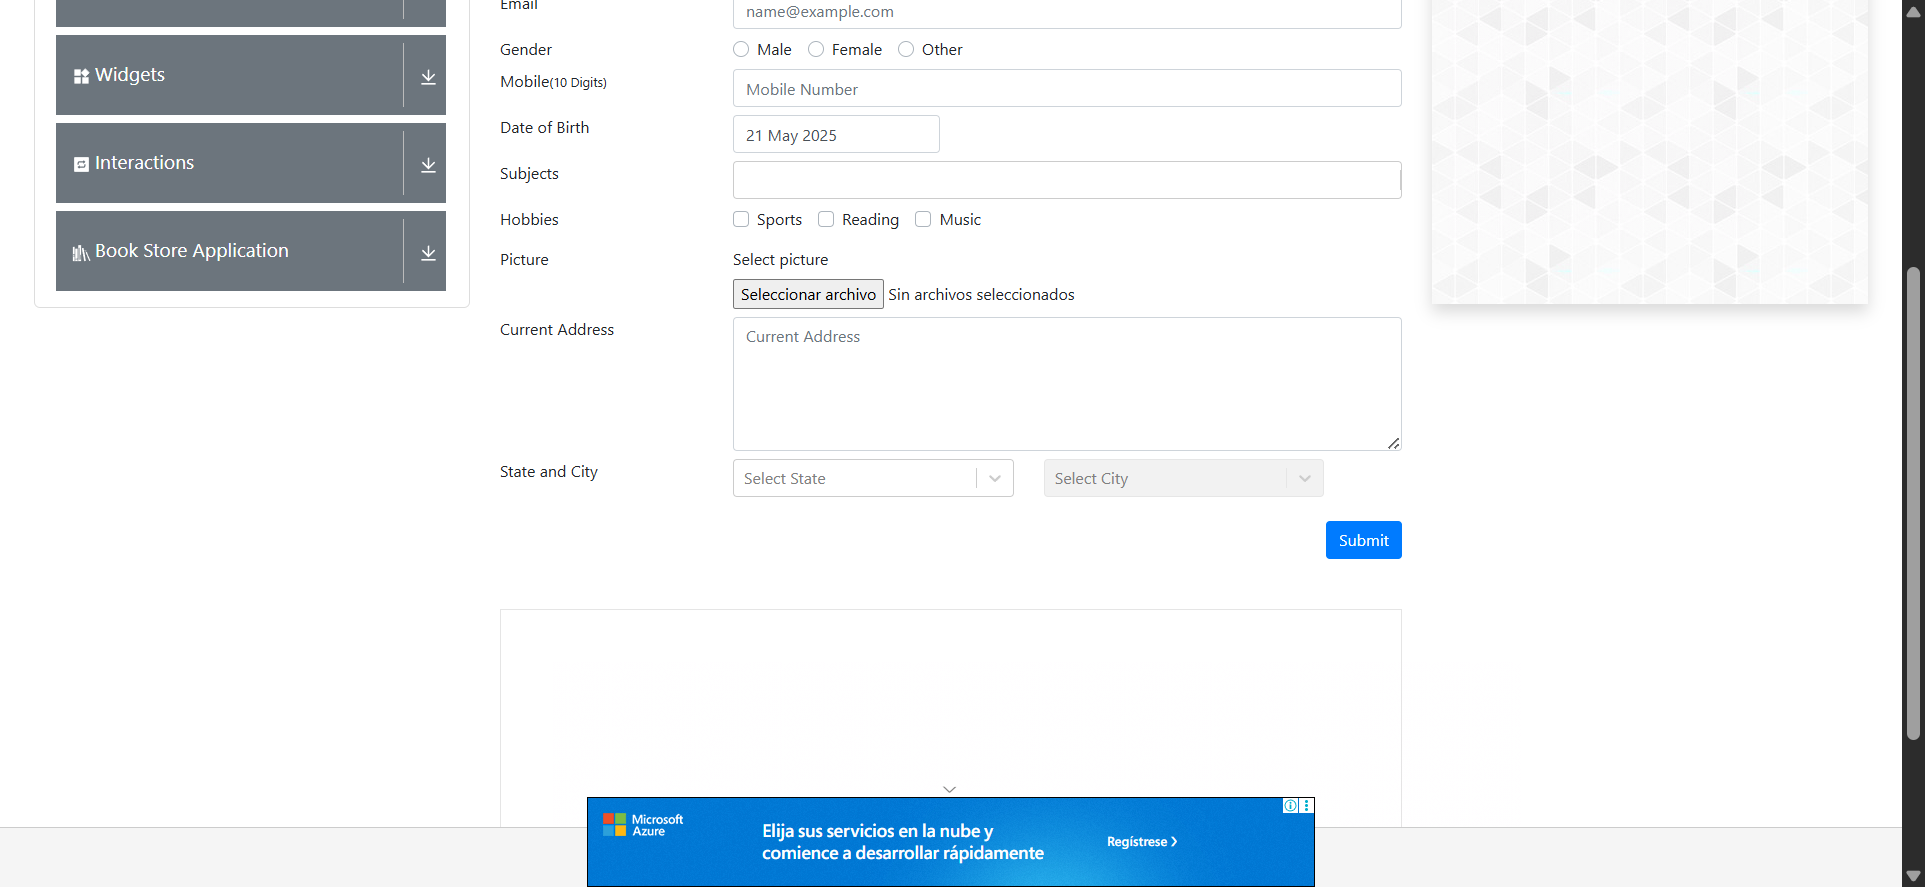 Widgets
Interactions
Book Store Application
Email
name@example.com
Gender
Male
Female
Other
Mobile(10 Digits)
Mobile Number
Date of Birth
21 May 2025
Subjects
Hobbies
Sports
Reading
Music
Picture
Select picture
Seleccionar archivo
Sin archivos seleccionados
Current Address
Current Address
State and City
Select State
Select City
Submit
Microsoft
Azure
Elija sus servicios en la nube y
comience a desarrollar rápidamente
Regístrese